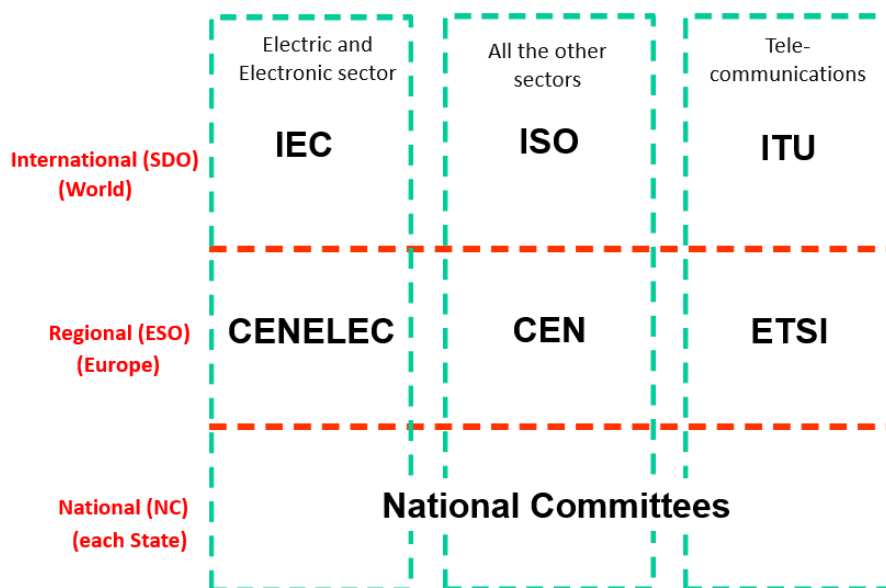 Electric and
Electronic sector
All the other
sectors
Tele-
communications
International (SDO)
(World)
IEC
ISO
ITU
Regional (ESO)
(Europe)
CENELEC
CEN
ETSI
National (NC)
(each State)
National Committees